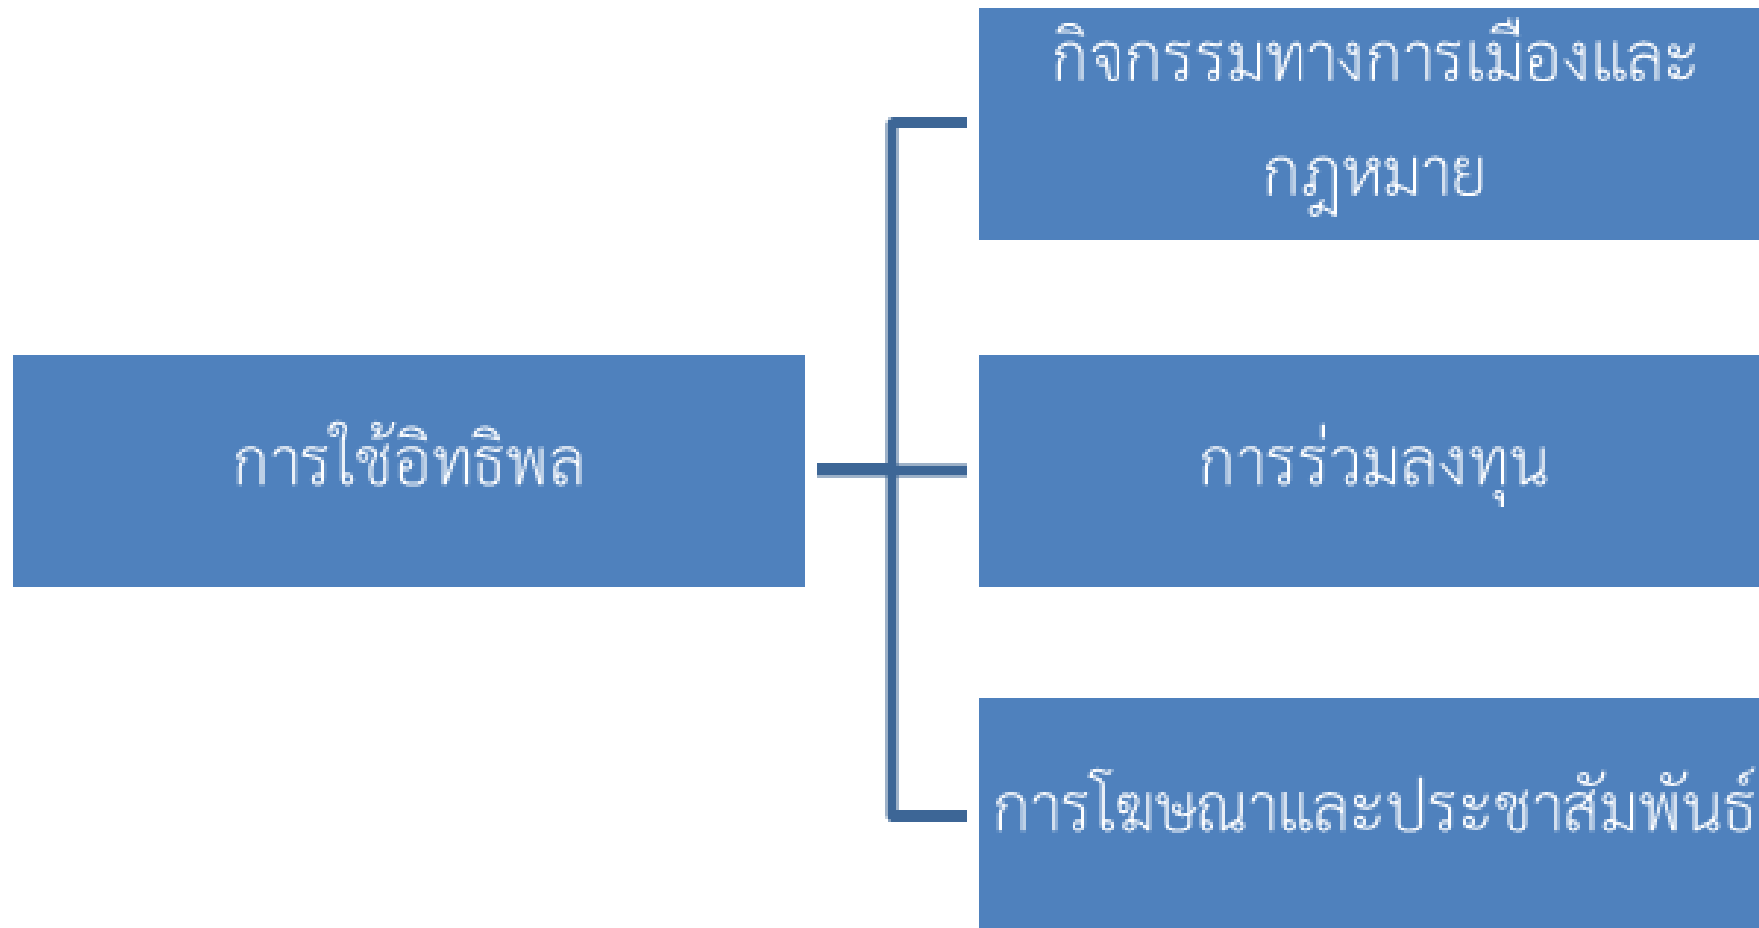 กิจกรรมทางการเมืองและ
กฎหมาย
การใช้อิทธิพล
การร่วมลงทุน
การโฆษณาและประชาสัมพันธ์